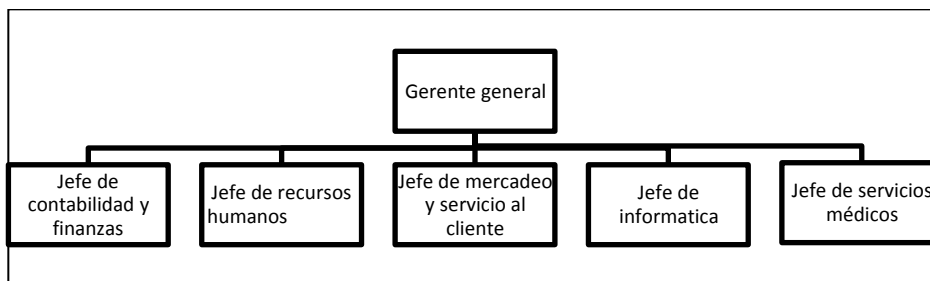 Gerente general
Jefe de
contabilidad y
finanzas
Jefe de recursos
humanos
Jefe de mercadeo
y servicio al
cliente
Jefe de
informatica
Jefe de servicios
médicos